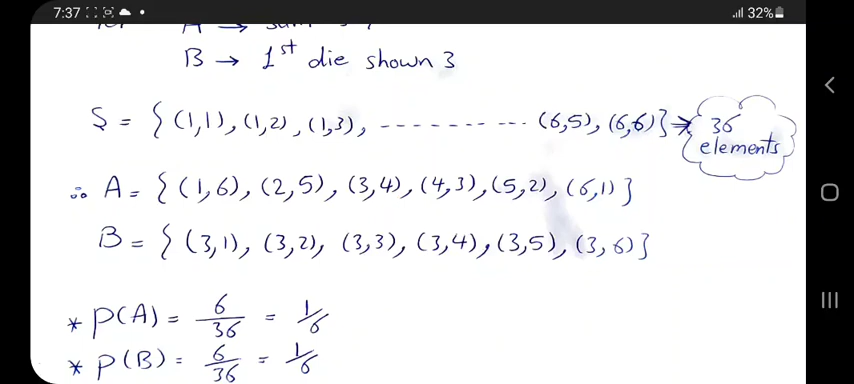 7:37 32%
B → 1st die shown 3
S = { (1,1), (1,2), (1,3), ---------- (6,5), (6,6) } → 36 elements
∴ A = { (1,6), (2,5), (3,4), (4,3), (5,2), (6,1) }
B = { (3,1), (3,2), (3,3), (3,4), (3,5), (3,6) }
* P(A) = 6/36 = 1/6
* P(B) = 6/36 = 1/6